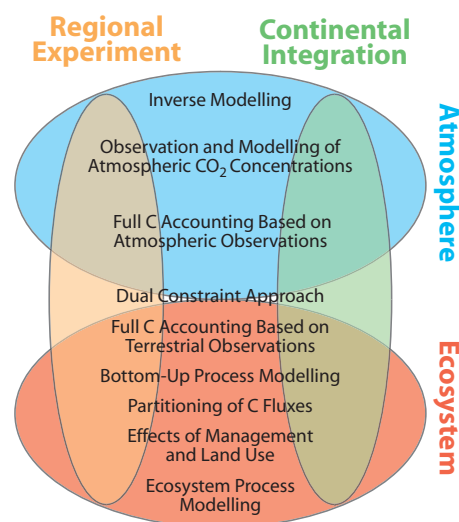 Regional
Experiment
Continental
Integration
Inverse Modelling
Observation and Modelling of
Atmospheric CO₂ Concentrations
Full C Accounting Based on
Atmospheric Observations
Dual Constraint Approach
Full C Accounting Based on
Terrestrial Observations
Bottom-Up Process Modelling
Partitioning of C Fluxes
Effects of Management
and Land Use
Ecosystem Process
Modelling
Atmosphere
Ecosystem